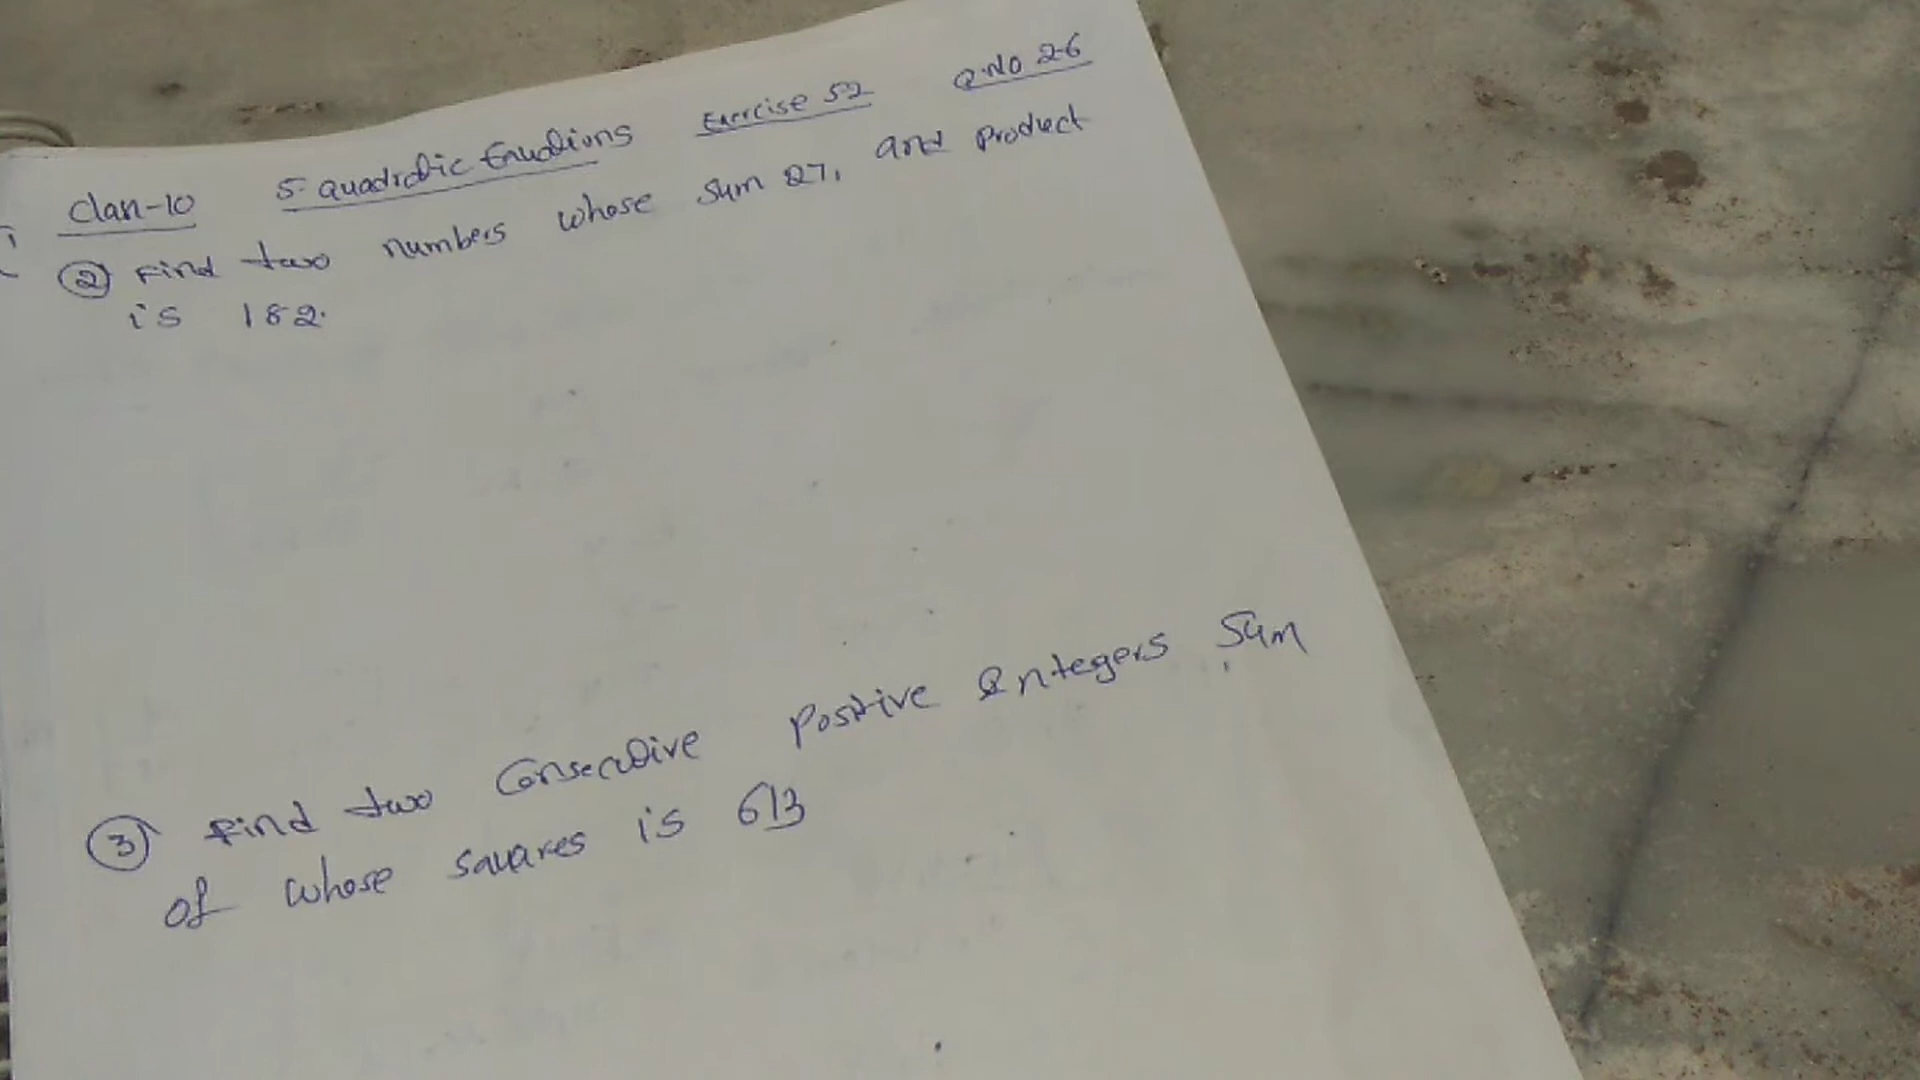 Class-10 5. Quadratic Equations Exercise 5.2 Q.No 2-6
② Find two numbers whose sum 27, and product
is 182.
③ Find two Consecutive positive Integers, Sum
of whose squares is 613